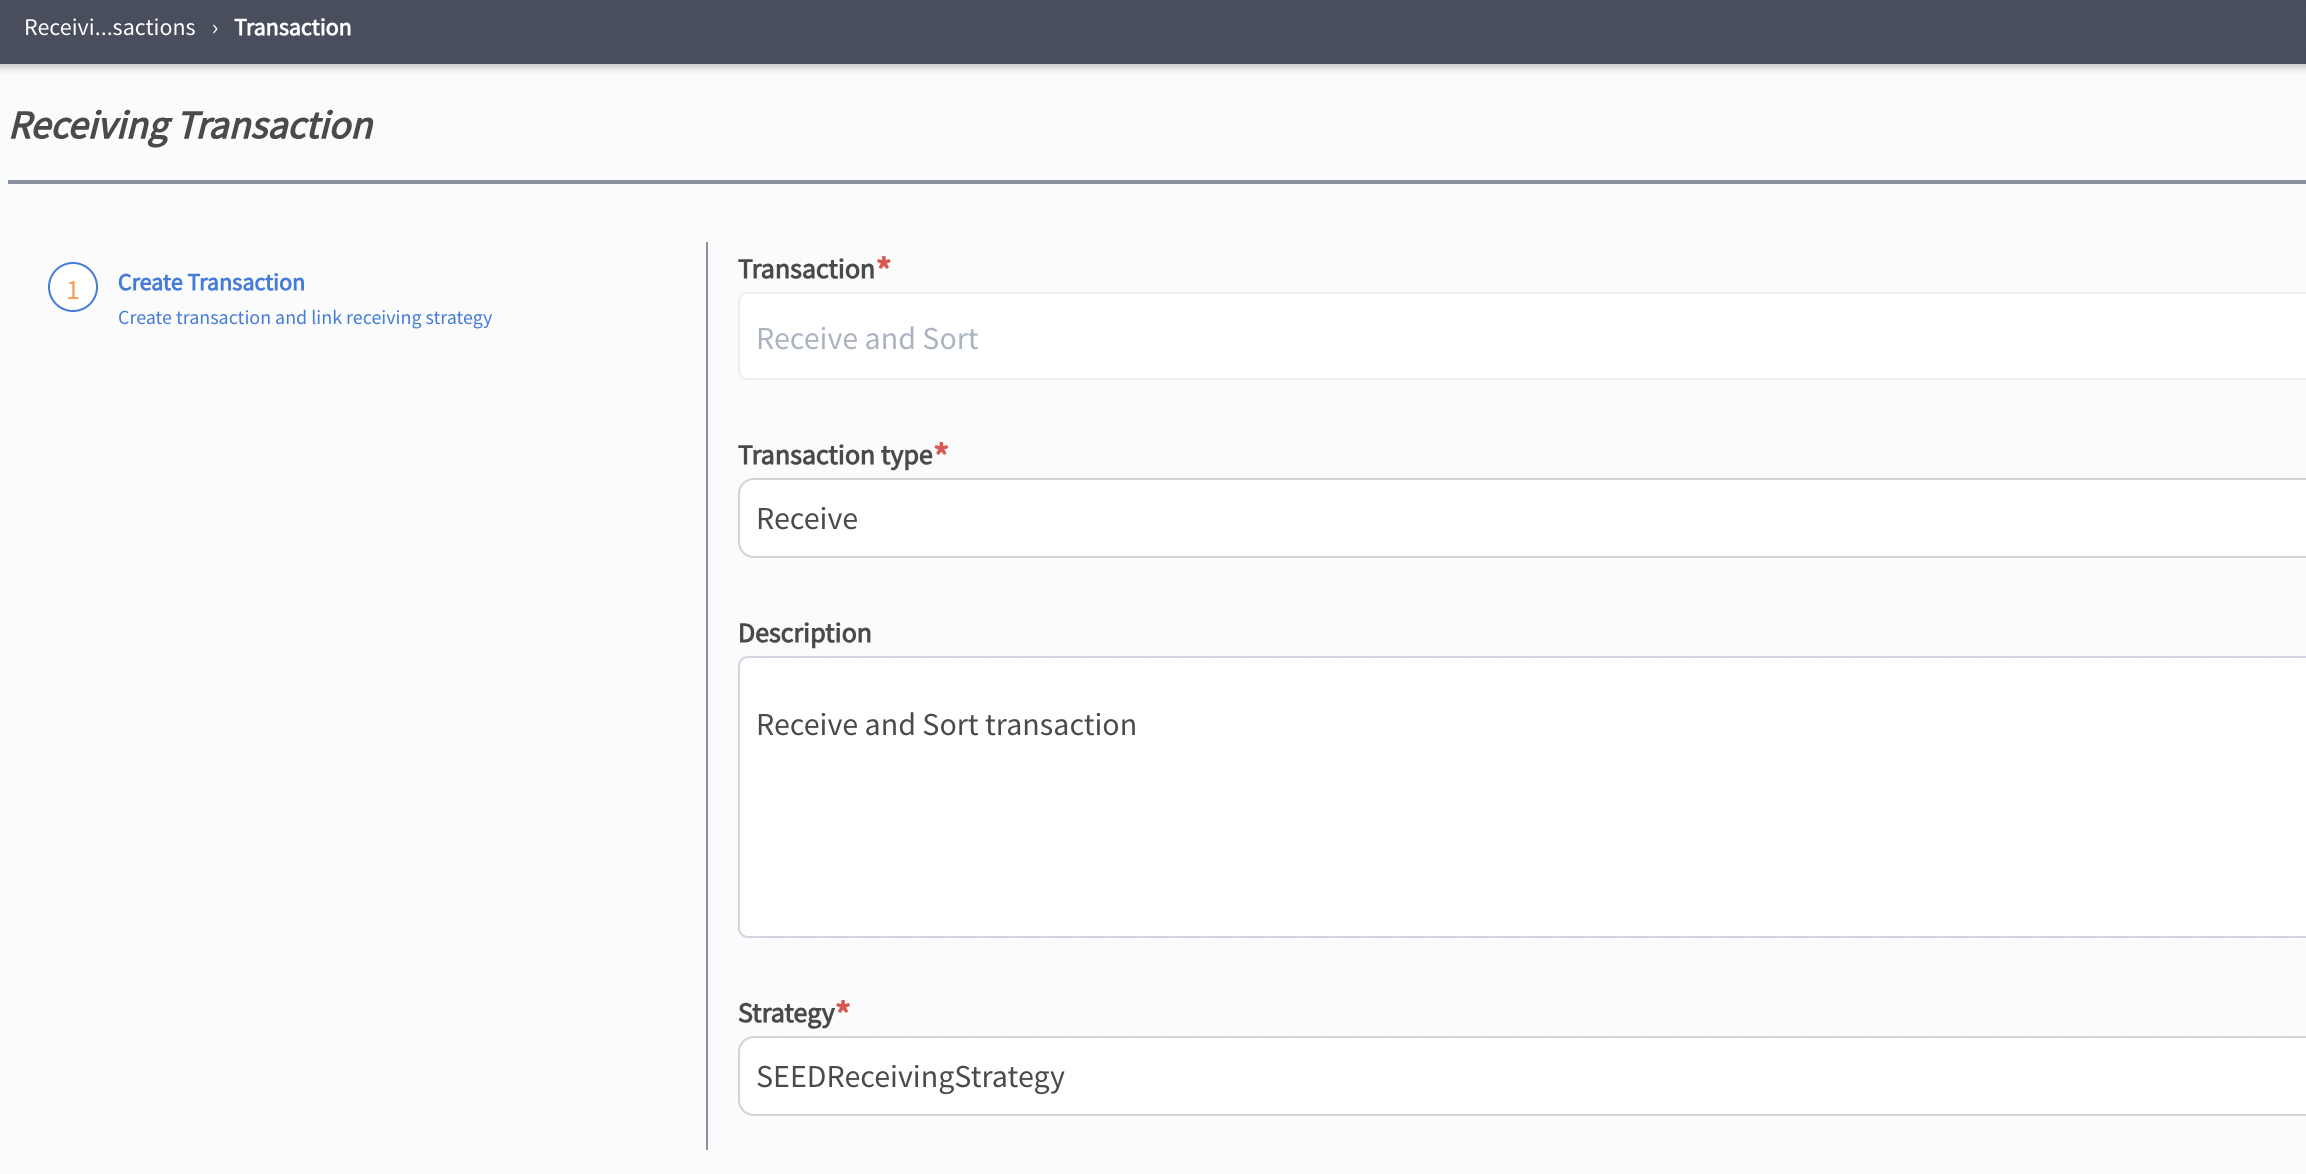 Receivi...sactions › Transaction
Receiving Transaction
1
Create Transaction
Create transaction and link receiving strategy
Transaction*
Receive and Sort
Transaction type*
Receive
Description
Receive and Sort transaction
Strategy*
SEEDReceivingStrategy